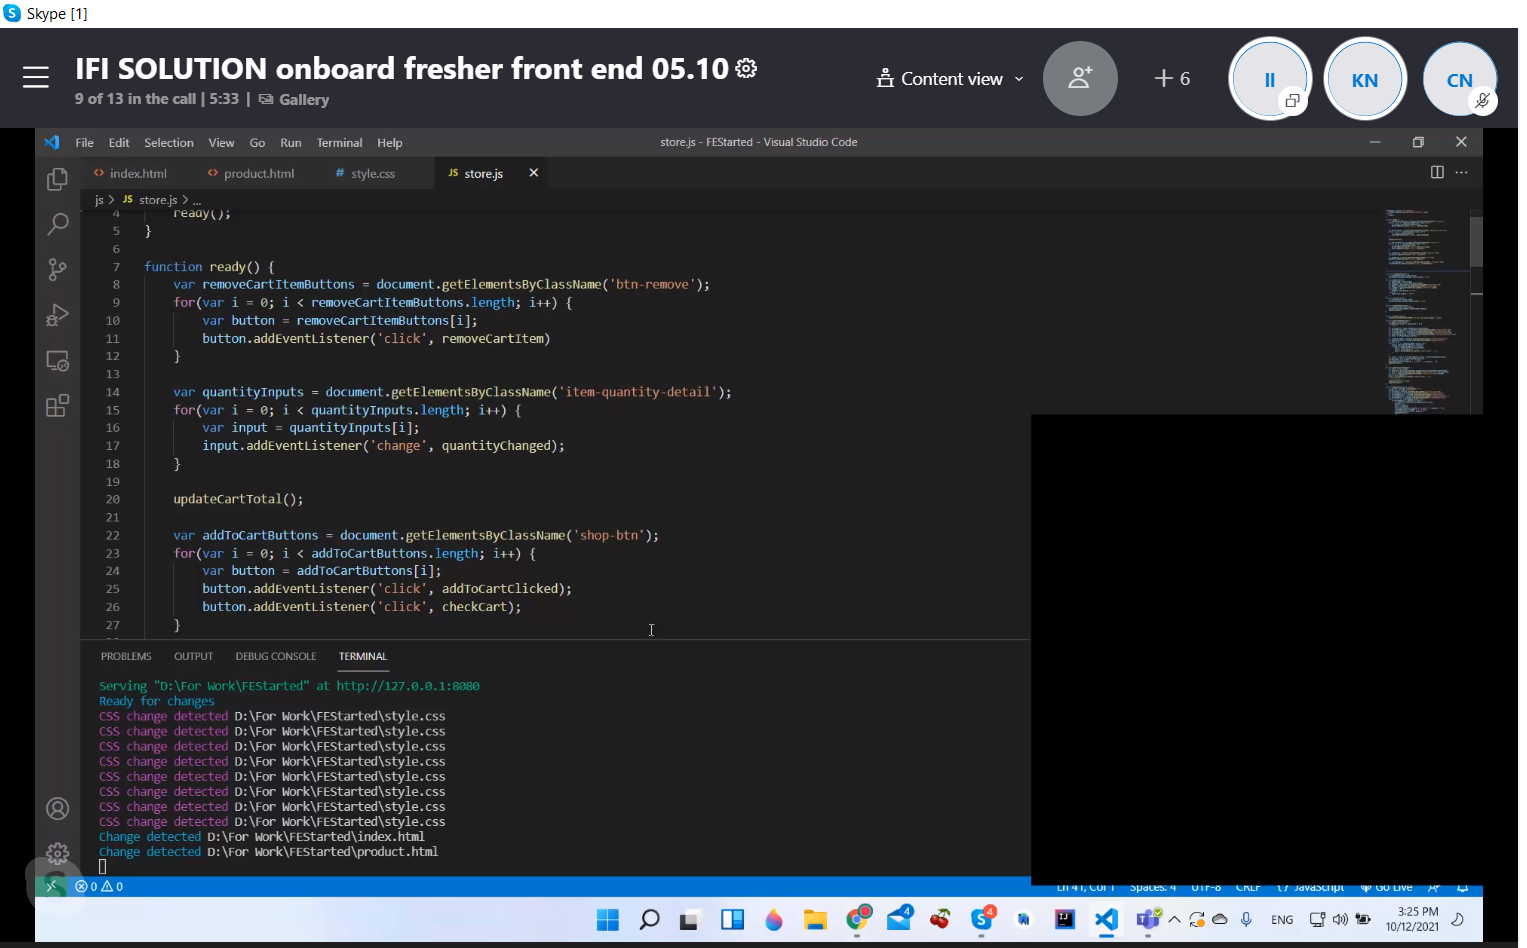 Skype [1]
IFI SOLUTION onboard fresher front end 05.10
9 of 13 in the call | 5:33 | Gallery
Content view
+ 6
II
KN
CN
File Edit Selection View Go Run Terminal Help
store.js - FEStarted - Visual Studio Code
<> index.html
<> product.html
# style.css
JS store.js
js > JS store.js > ...
4 ready();
5 }
6
7 function ready() {
8 var removeCartItemButtons = document.getElementsByClassName('btn-remove');
9 for(var i = 0; i < removeCartItemButtons.length; i++) {
10 var button = removeCartItemButtons[i];
11 button.addEventListener('click', removeCartItem)
12 }
13
14 var quantityInputs = document.getElementsByClassName('item-quantity-detail');
15 for(var i = 0; i < quantityInputs.length; i++) {
16 var input = quantityInputs[i];
17 input.addEventListener('change', quantityChanged);
18 }
19
20 updateCartTotal();
21
22 var addToCartButtons = document.getElementsByClassName('shop-btn');
23 for(var i = 0; i < addToCartButtons.length; i++) {
24 var button = addToCartButtons[i];
25 button.addEventListener('click', addToCartClicked);
26 button.addEventListener('click', checkCart);
27 }
PROBLEMS OUTPUT DEBUG CONSOLE TERMINAL
Serving "D:\For Work\FEStarted" at http://127.0.0.1:8080
Ready for changes
CSS change detected D:\For Work\FEStarted\style.css
CSS change detected D:\For Work\FEStarted\style.css
CSS change detected D:\For Work\FEStarted\style.css
CSS change detected D:\For Work\FEStarted\style.css
CSS change detected D:\For Work\FEStarted\style.css
CSS change detected D:\For Work\FEStarted\style.css
CSS change detected D:\For Work\FEStarted\style.css
CSS change detected D:\For Work\FEStarted\style.css
Change detected D:\For Work\FEStarted\index.html
Change detected D:\For Work\FEStarted\product.html
0 0
Ln 41, Col 1 Spaces: 4 UTF-8 CRLF {} JavaScript Go Live
4
4
ENG
3:25 PM
10/12/2021